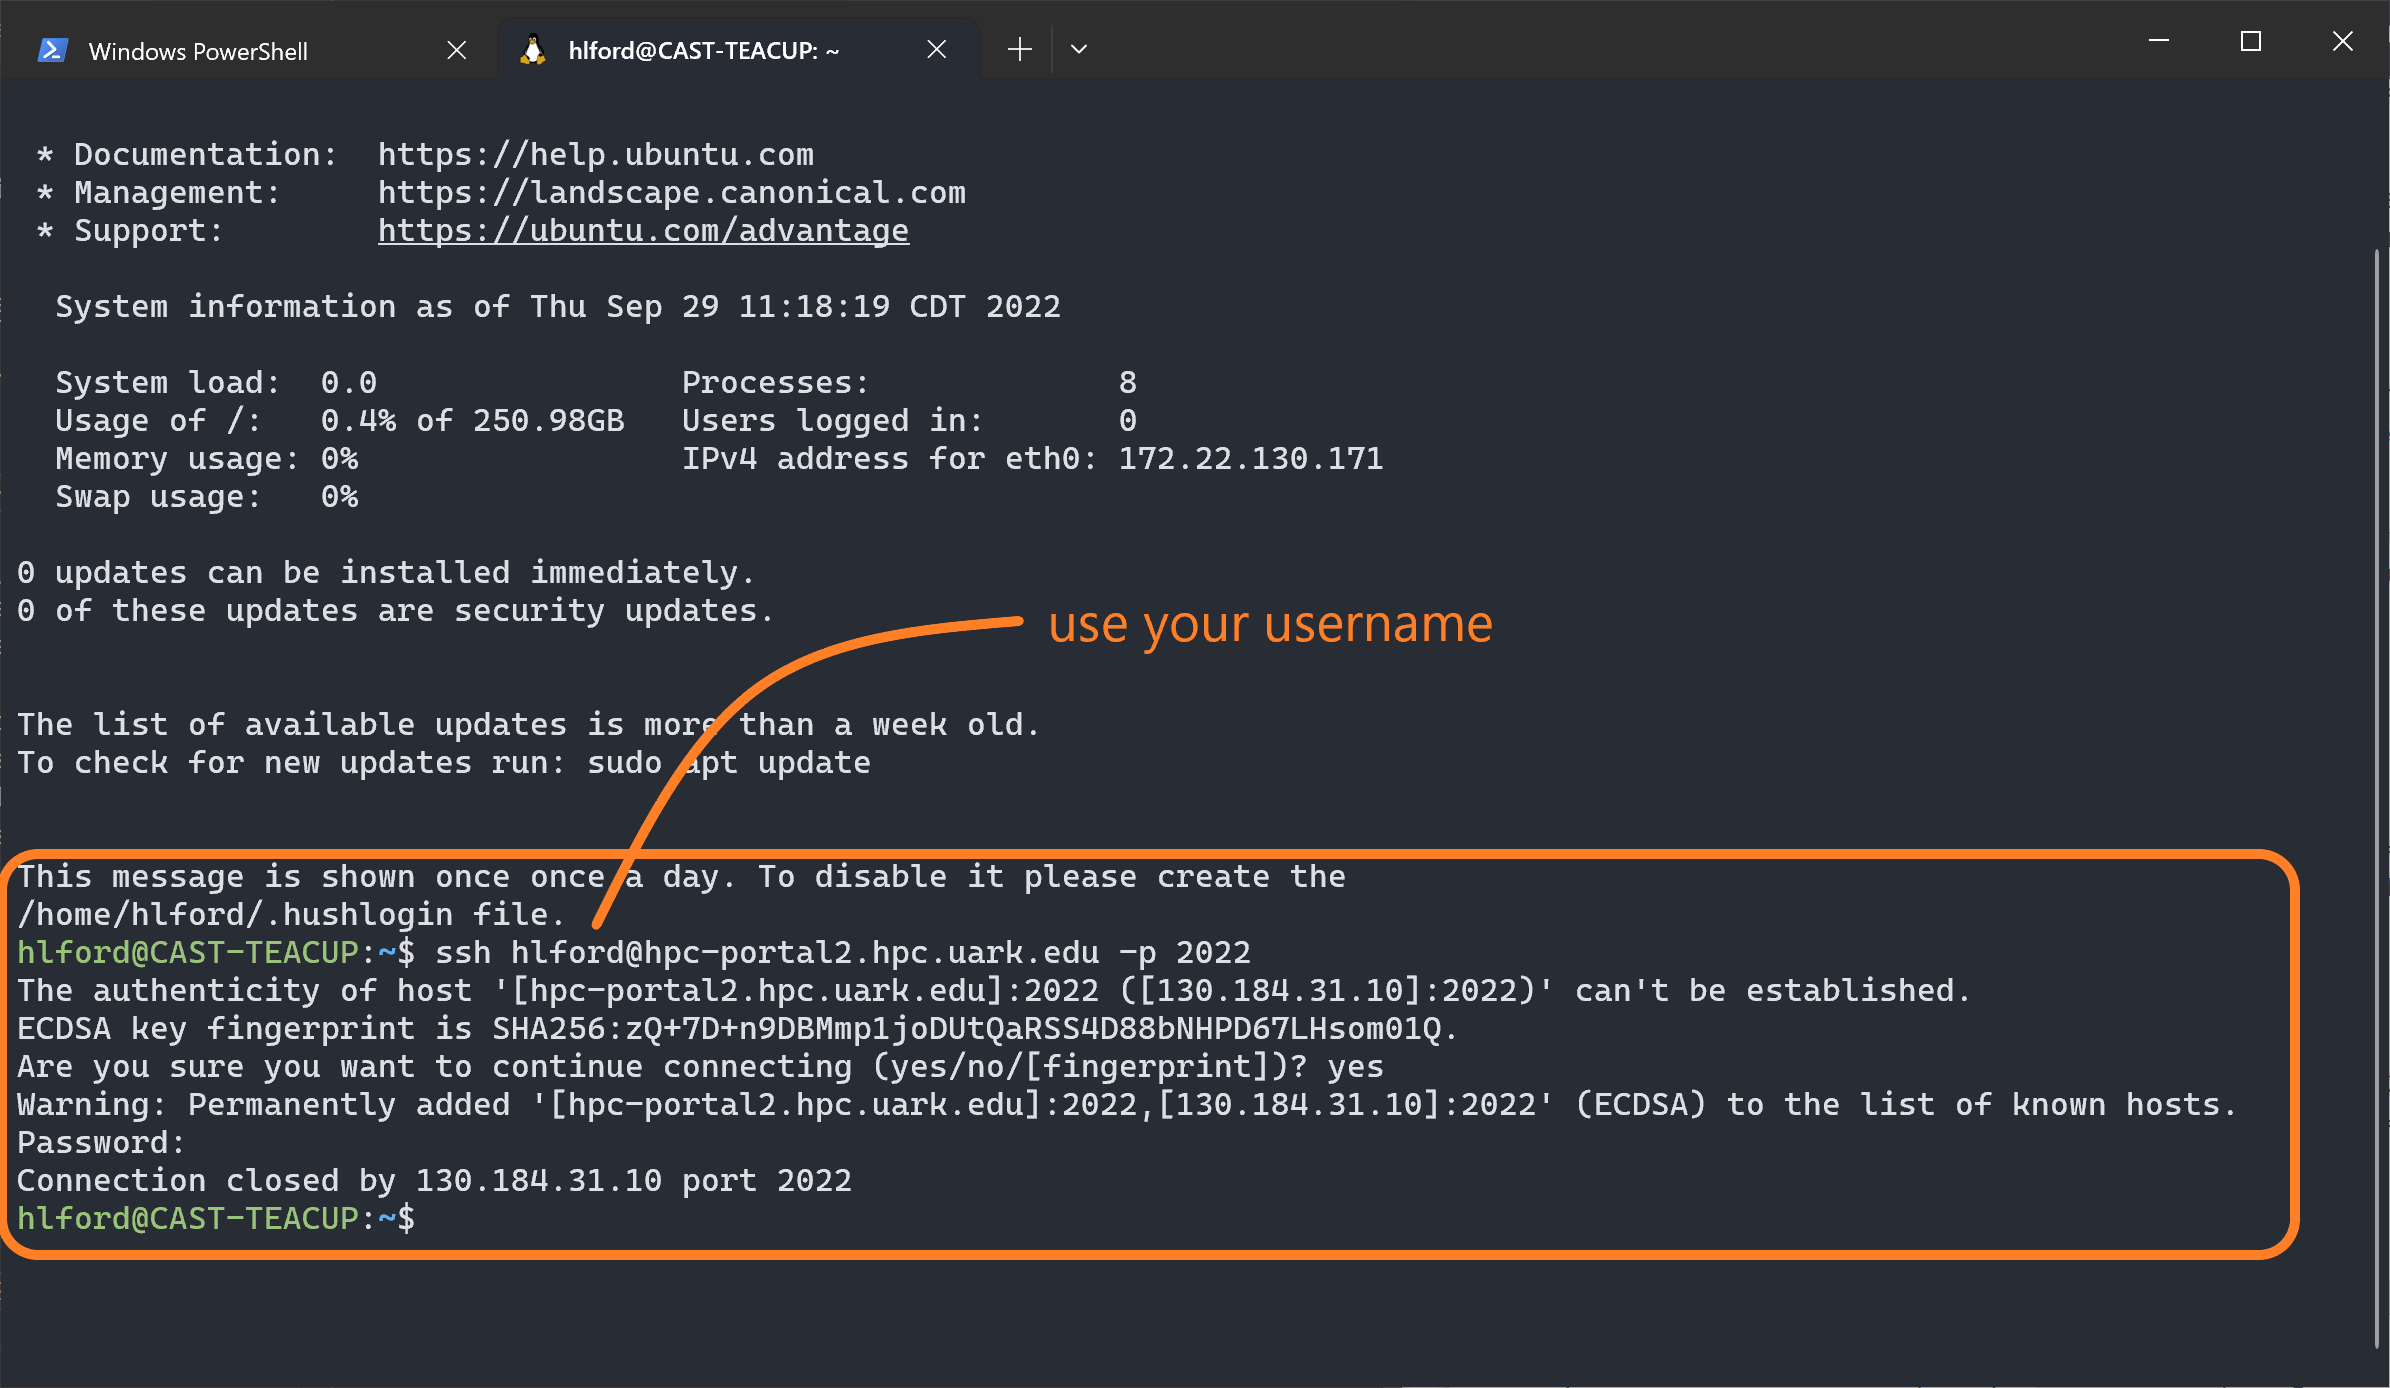 Windows PowerShell
hlford@CAST-TEACUP: ~
* Documentation:  https://help.ubuntu.com
* Management:     https://landscape.canonical.com
* Support:        https://ubuntu.com/advantage
System information as of Thu Sep 29 11:18:19 CDT 2022
System load:  0.0                Processes:             8
Usage of /:   0.4% of 250.98GB   Users logged in:       0
Memory usage: 0%                 IPv4 address for eth0: 172.22.130.171
Swap usage:   0%
0 updates can be installed immediately.
0 of these updates are security updates.
use your username
The list of available updates is more than a week old.
To check for new updates run: sudo apt update
This message is shown once once a day. To disable it please create the
/home/hlford/.hushlogin file.
hlford@CAST-TEACUP:~$ ssh hlford@hpc-portal2.hpc.uark.edu -p 2022
The authenticity of host '[hpc-portal2.hpc.uark.edu]:2022 ([130.184.31.10]:2022)' can't be established.
ECDSA key fingerprint is SHA256:zQ+7D+n9DBMmp1joDUtQaRSS4D88bNHPD67LHsom01Q.
Are you sure you want to continue connecting (yes/no/[fingerprint])? yes
Warning: Permanently added '[hpc-portal2.hpc.uark.edu]:2022,[130.184.31.10]:2022' (ECDSA) to the list of known hosts.
Password:
Connection closed by 130.184.31.10 port 2022
hlford@CAST-TEACUP:~$